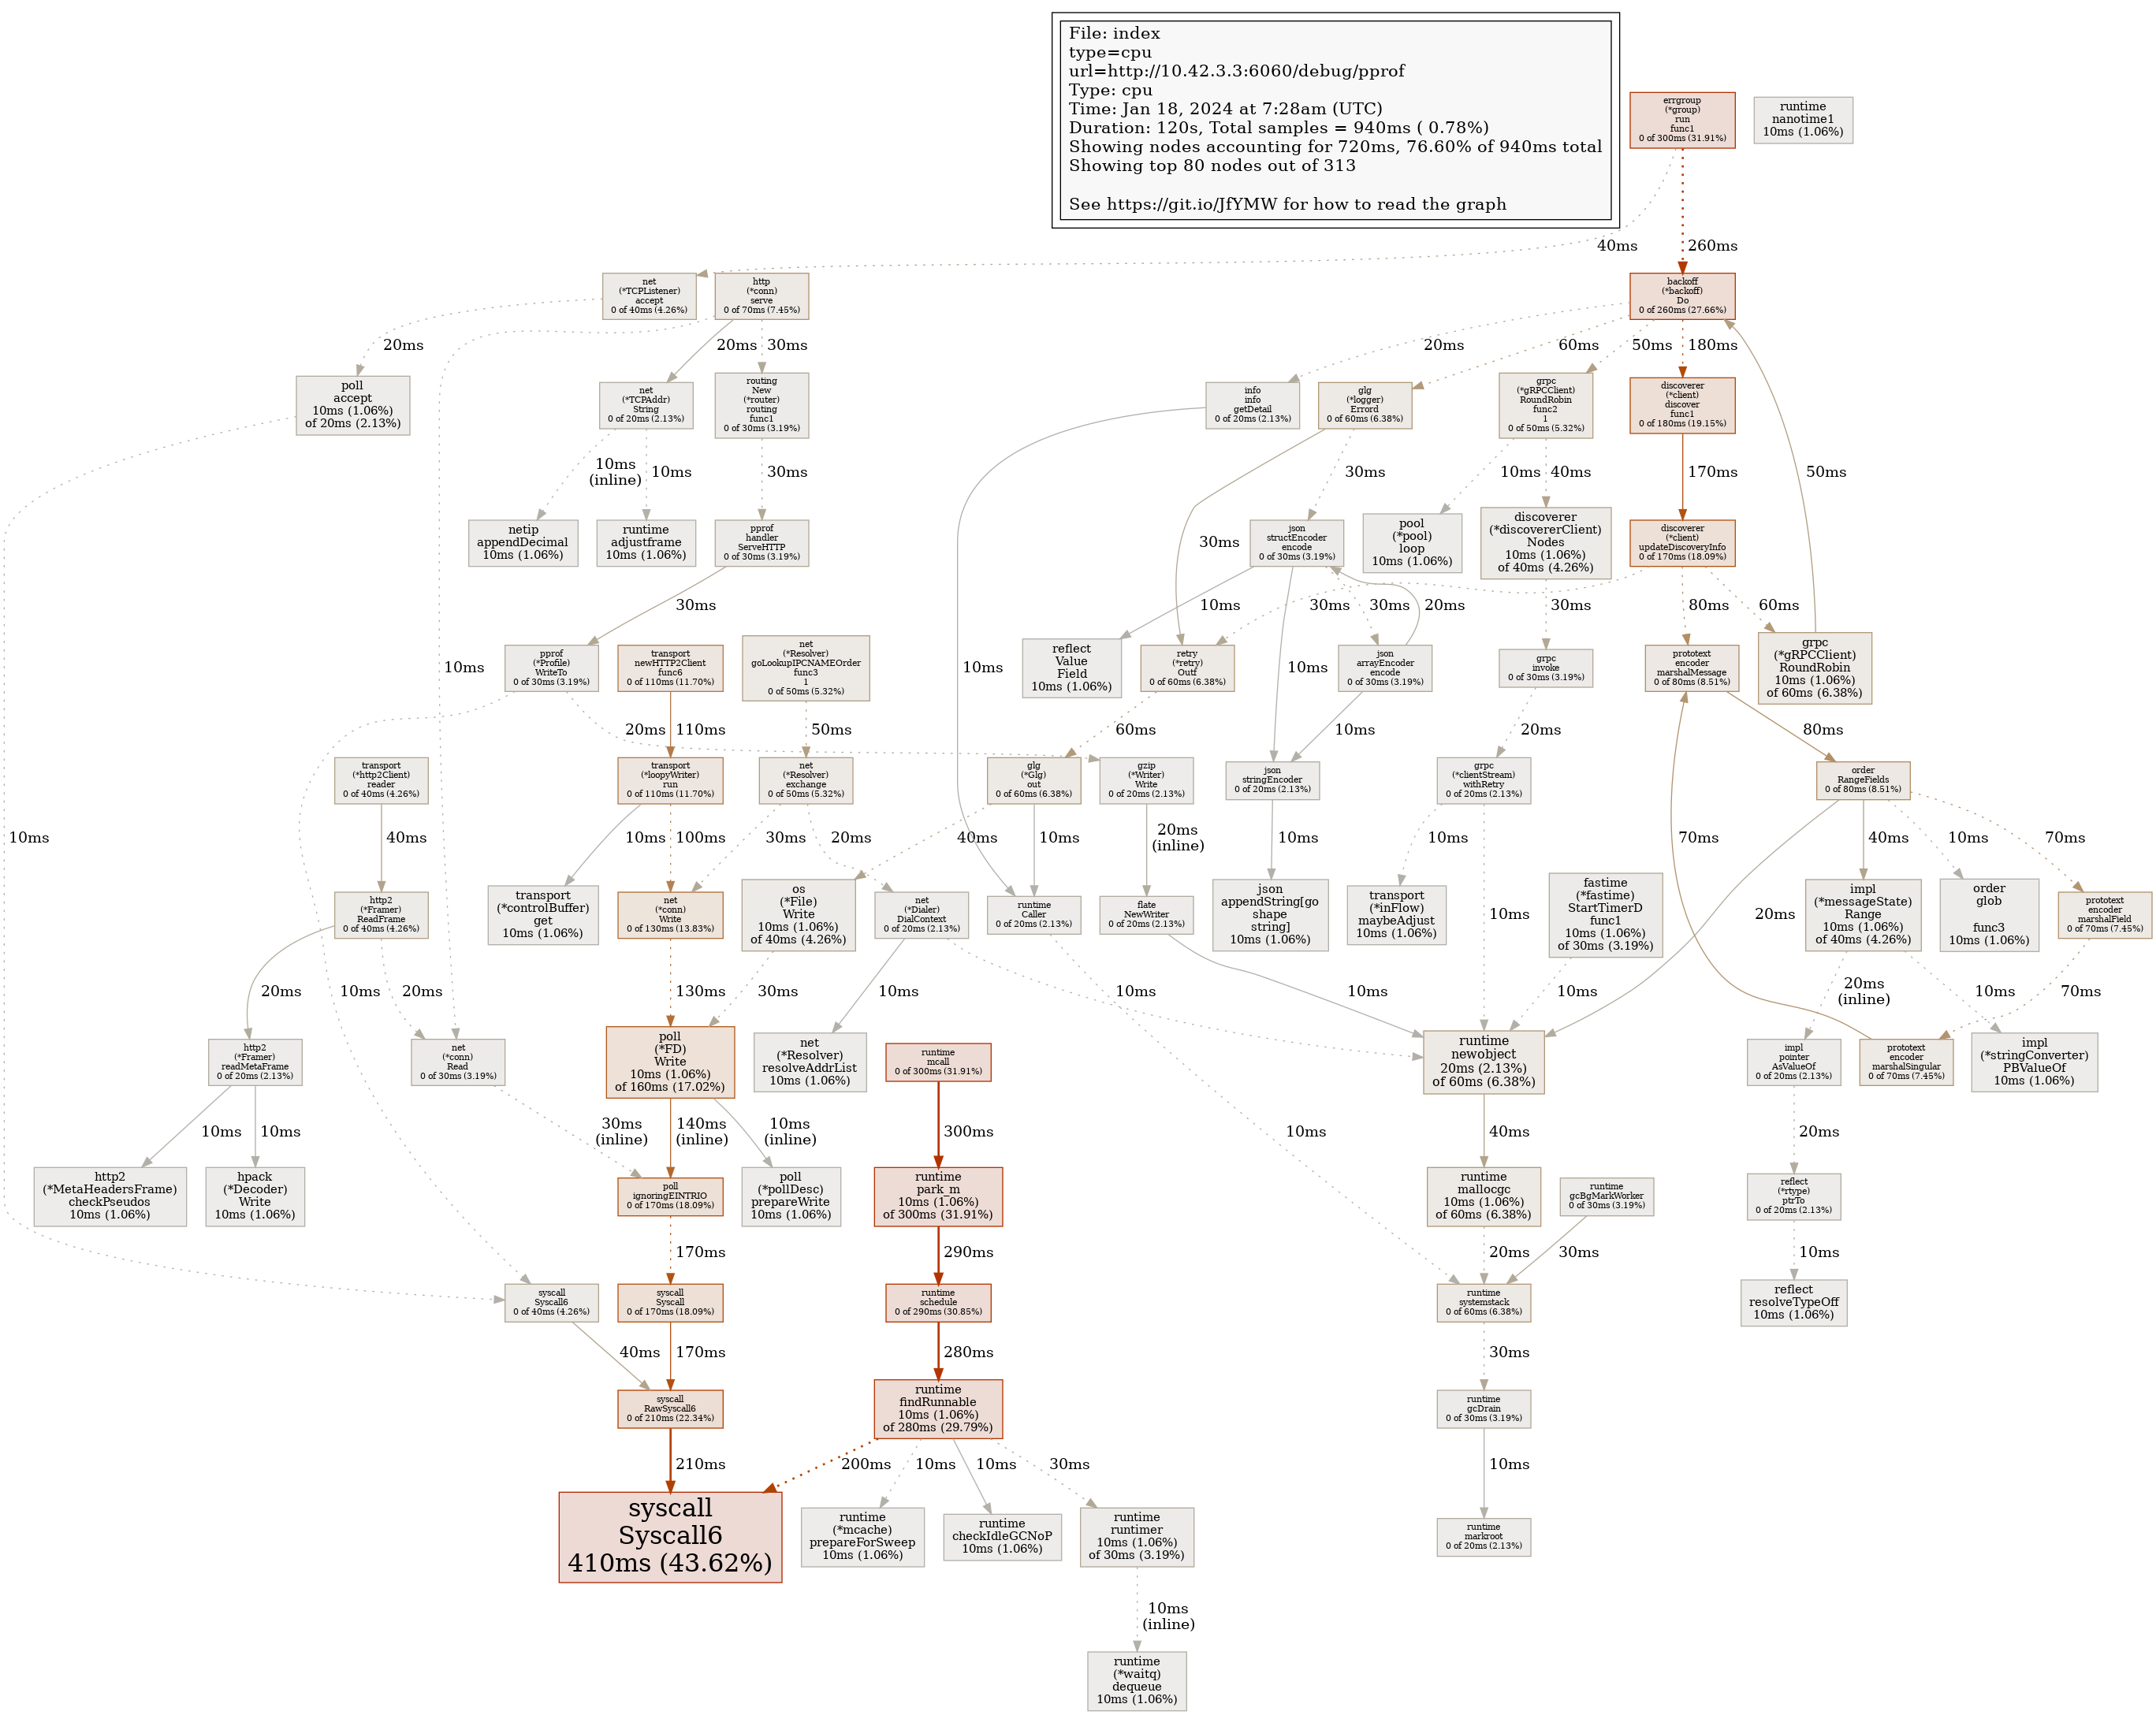 File: index
type=cpu
url=http://10.42.3.3:6060/debug/pprof
Type: cpu
Time: Jan 18, 2024 at 7:28am (UTC)
Duration: 120s, Total samples = 940ms ( 0.78%)
Showing nodes accounting for 720ms, 76.60% of 940ms total
Showing top 80 nodes out of 313
See https://git.io/JfYMW for how to read the graph
errgroup
(*group)
run
func1
0 of 300ms (31.91%)
runtime
nanotime1
10ms (1.06%)
40ms
260ms
net
(*TCPListener)
accept
0 of 40ms (4.26%)
http
(*conn)
serve
0 of 70ms (7.45%)
backoff
(*backoff)
Do
0 of 260ms (27.66%)
20ms
20ms
30ms
20ms
60ms
50ms
180ms
poll
accept
10ms (1.06%)
of 20ms (2.13%)
net
(*TCPAddr)
String
0 of 20ms (2.13%)
routing
New
(*router)
routing
func1
0 of 30ms (3.19%)
info
info
getDetail
0 of 20ms (2.13%)
glg
(*logger)
Errord
0 of 60ms (6.38%)
grpc
(*gRPCClient)
RoundRobin
func2
1
0 of 50ms (5.32%)
discoverer
(*client)
discover
func1
0 of 180ms (19.15%)
10ms
(inline)
10ms
30ms
30ms
10ms
40ms
170ms
50ms
netip
appendDecimal
10ms (1.06%)
runtime
adjustframe
10ms (1.06%)
pprof
handler
ServeHTTP
0 of 30ms (3.19%)
30ms
json
structEncoder
encode
0 of 30ms (3.19%)
pool
(*pool)
loop
10ms (1.06%)
discoverer
(*discovererClient)
Nodes
10ms (1.06%)
of 40ms (4.26%)
discoverer
(*client)
updateDiscoveryInfo
0 of 170ms (18.09%)
30ms
10ms
30ms
30ms
20ms
30ms
80ms
60ms
10ms
10ms
10ms
pprof
(*Profile)
WriteTo
0 of 30ms (3.19%)
transport
newHTTP2Client
func6
0 of 110ms (11.70%)
net
(*Resolver)
goLookupIPCNAMEOrder
func3
1
0 of 50ms (5.32%)
reflect
Value
Field
10ms (1.06%)
retry
(*retry)
Outf
0 of 60ms (6.38%)
json
arrayEncoder
encode
0 of 30ms (3.19%)
grpc
invoke
0 of 30ms (3.19%)
prototext
encoder
marshalMessage
0 of 80ms (8.51%)
grpc
(*gRPCClient)
RoundRobin
10ms (1.06%)
of 60ms (6.38%)
20ms
110ms
50ms
60ms
10ms
20ms
80ms
transport
(*http2Client)
reader
0 of 40ms (4.26%)
transport
(*loopyWriter)
run
0 of 110ms (11.70%)
net
(*Resolver)
exchange
0 of 50ms (5.32%)
glg
(*Glg)
out
0 of 60ms (6.38%)
gzip
(*Writer)
Write
0 of 20ms (2.13%)
json
stringEncoder
0 of 20ms (2.13%)
grpc
(*clientStream)
withRetry
0 of 20ms (2.13%)
order
RangeFields
0 of 80ms (8.51%)
10ms
40ms
10ms
100ms
30ms
20ms
40ms
10ms
20ms
(inline)
10ms
10ms
70ms
40ms
10ms
70ms
http2
(*Framer)
ReadFrame
0 of 40ms (4.26%)
transport
(*controlBuffer)
get
10ms (1.06%)
net
(*conn)
Write
0 of 130ms (13.83%)
os
(*File)
Write
10ms (1.06%)
of 40ms (4.26%)
net
(*Dialer)
DialContext
0 of 20ms (2.13%)
runtime
Caller
0 of 20ms (2.13%)
flate
NewWriter
0 of 20ms (2.13%)
json
appendString[go
shape
string]
10ms (1.06%)
transport
(*inFlow)
maybeAdjust
10ms (1.06%)
10ms
fastime
(*fastime)
StartTimerD
func1
10ms (1.06%)
of 30ms (3.19%)
20ms
impl
(*messageState)
Range
10ms (1.06%)
of 40ms (4.26%)
order
glob

func3
10ms (1.06%)
prototext
encoder
marshalField
0 of 70ms (7.45%)
20ms
20ms
10ms
130ms
30ms
10ms
10ms
10ms
10ms
20ms
(inline)
10ms
70ms
http2
(*Framer)
readMetaFrame
0 of 20ms (2.13%)
net
(*conn)
Read
0 of 30ms (3.19%)
poll
(*FD)
Write
10ms (1.06%)
of 160ms (17.02%)
net
(*Resolver)
resolveAddrList
10ms (1.06%)
runtime
mcall
0 of 300ms (31.91%)
runtime
newobject
20ms (2.13%)
of 60ms (6.38%)
impl
pointer
AsValueOf
0 of 20ms (2.13%)
prototext
encoder
marshalSingular
0 of 70ms (7.45%)
impl
(*stringConverter)
PBValueOf
10ms (1.06%)
10ms
10ms
30ms
(inline)
140ms
(inline)
10ms
(inline)
300ms
10ms
40ms
20ms
http2
(*MetaHeadersFrame)
checkPseudos
10ms (1.06%)
hpack
(*Decoder)
Write
10ms (1.06%)
poll
ignoringEINTRIO
0 of 170ms (18.09%)
poll
(*pollDesc)
prepareWrite
10ms (1.06%)
runtime
park_m
10ms (1.06%)
of 300ms (31.91%)
runtime
mallocgc
10ms (1.06%)
of 60ms (6.38%)
runtime
gcBgMarkWorker
0 of 30ms (3.19%)
reflect
(*rtype)
ptrTo
0 of 20ms (2.13%)
170ms
290ms
20ms
30ms
10ms
syscall
Syscall6
0 of 40ms (4.26%)
syscall
Syscall
0 of 170ms (18.09%)
runtime
schedule
0 of 290ms (30.85%)
runtime
systemstack
0 of 60ms (6.38%)
reflect
resolveTypeOff
10ms (1.06%)
40ms
170ms
280ms
30ms
syscall
RawSyscall6
0 of 210ms (22.34%)
runtime
findRunnable
10ms (1.06%)
of 280ms (29.79%)
runtime
gcDrain
0 of 30ms (3.19%)
210ms
200ms
10ms
10ms
30ms
10ms
syscall
Syscall6
410ms (43.62%)
runtime
(*mcache)
prepareForSweep
10ms (1.06%)
runtime
checkIdleGCNoP
10ms (1.06%)
runtime
runtimer
10ms (1.06%)
of 30ms (3.19%)
runtime
markroot
0 of 20ms (2.13%)
10ms
(inline)
runtime
(*waitq)
dequeue
10ms (1.06%)